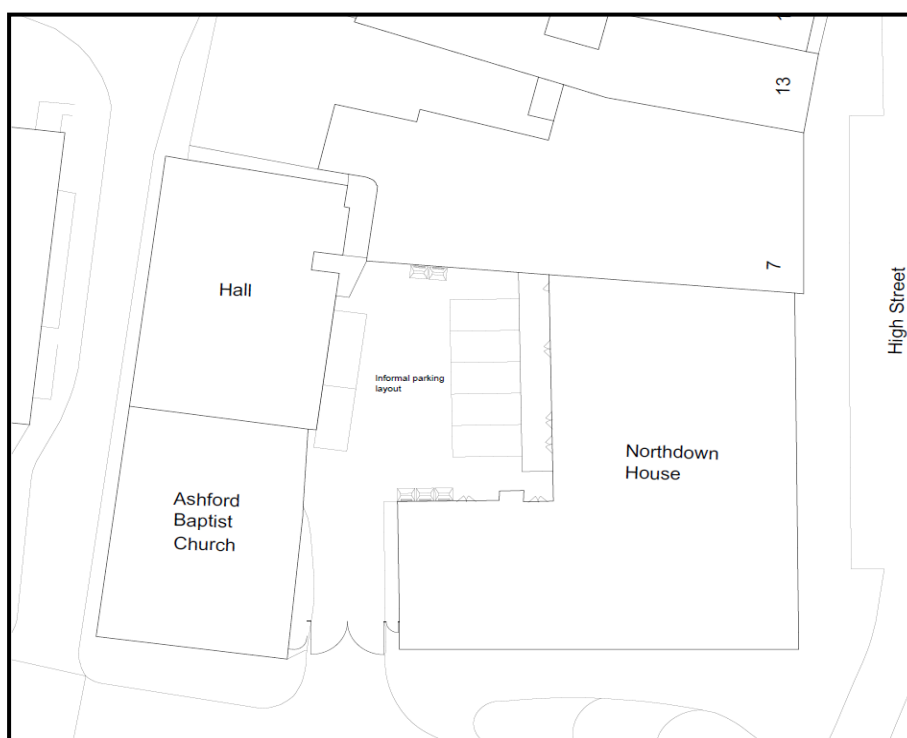 13
7
High Street
Hall
Informal parking
layout
Northdown
House
Ashford
Baptist
Church